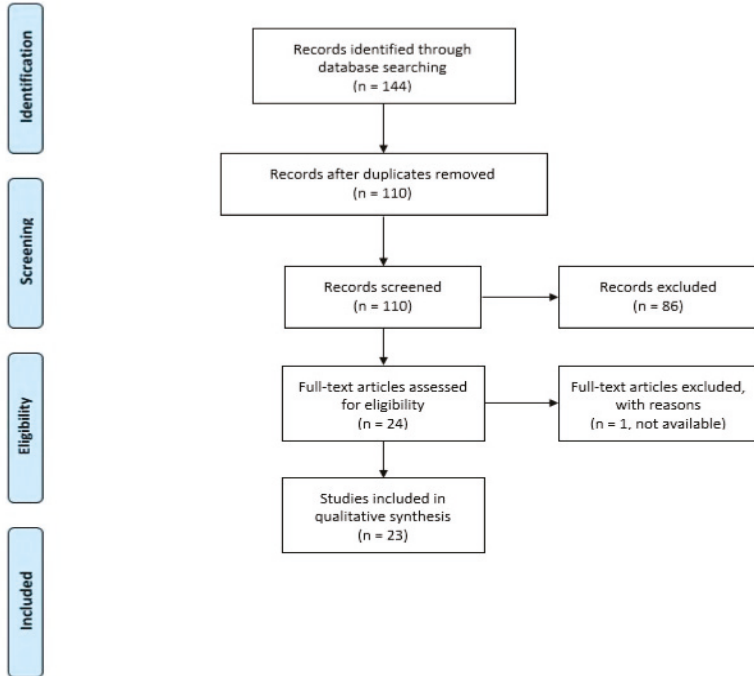 Identification
Records identified through
database searching
(n = 144)
Records after duplicates removed
(n = 110)
Screening
Records screened
(n = 110)
Records excluded
(n = 86)
Eligibility
Full-text articles assessed
for eligibility
(n = 24)
Full-text articles excluded,
with reasons
(n = 1, not available)
Studies included in
qualitative synthesis
(n = 23)
Included